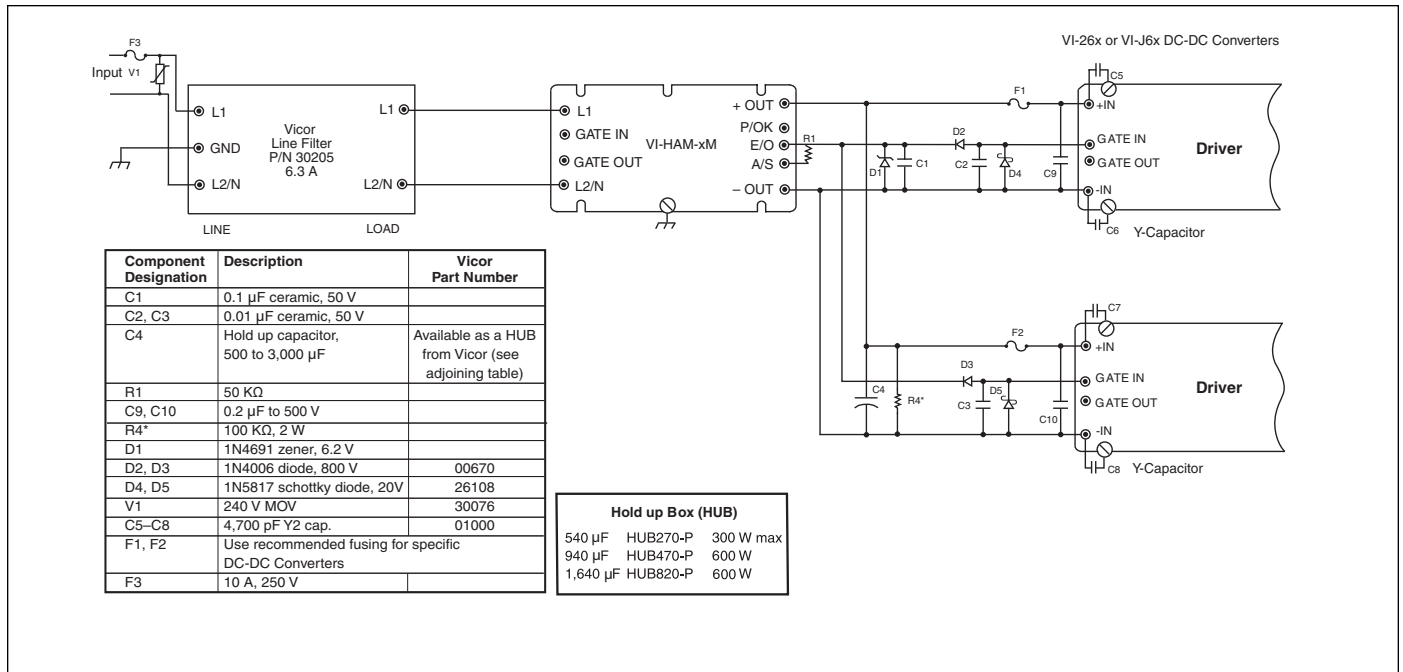 VI-26x or VI-J6x DC-DC Converters
F3
Input V1
L1
GND
L2/N
Vicor
Line Filter
P/N 30205
6.3 A
L1
L2/N
LINE
LOAD
L1
GATE IN
GATE OUT
L2/N
VI-HAM-xM
+ OUT
P/OK
E/O
A/S
– OUT
R1
D1
C1
D2
C2
D4
F1
C9
C5
+IN
GATE IN
GATE OUT
-IN
Driver
C6
Y-Capacitor
C7
F2
+IN
D3
C4
R4*
C3
D5
C10
GATE IN
GATE OUT
-IN
Driver
C8
Y-Capacitor
Component Designation Description Vicor Part Number
C1 0.1 µF ceramic, 50 V
C2, C3 0.01 µF ceramic, 50 V
C4 Hold up capacitor, Available as a HUB
500 to 3,000 µF from Vicor (see
adjoining table)
R1 50 KΩ
C9, C10 0.2 µF to 500 V
R4* 100 KΩ, 2 W
D1 1N4691 zener, 6.2 V
D2, D3 1N4006 diode, 800 V 00670
D4, D5 1N5817 schottky diode, 20V 26108
V1 240 V MOV 30076
C5–C8 4,700 pF Y2 cap. 01000
F1, F2 Use recommended fusing for specific
DC-DC Converters
F3 10 A, 250 V
Hold up Box (HUB)
540 µF HUB270-P 300 W max
940 µF HUB470-P 600 W
1,640 µF HUB820-P 600 W